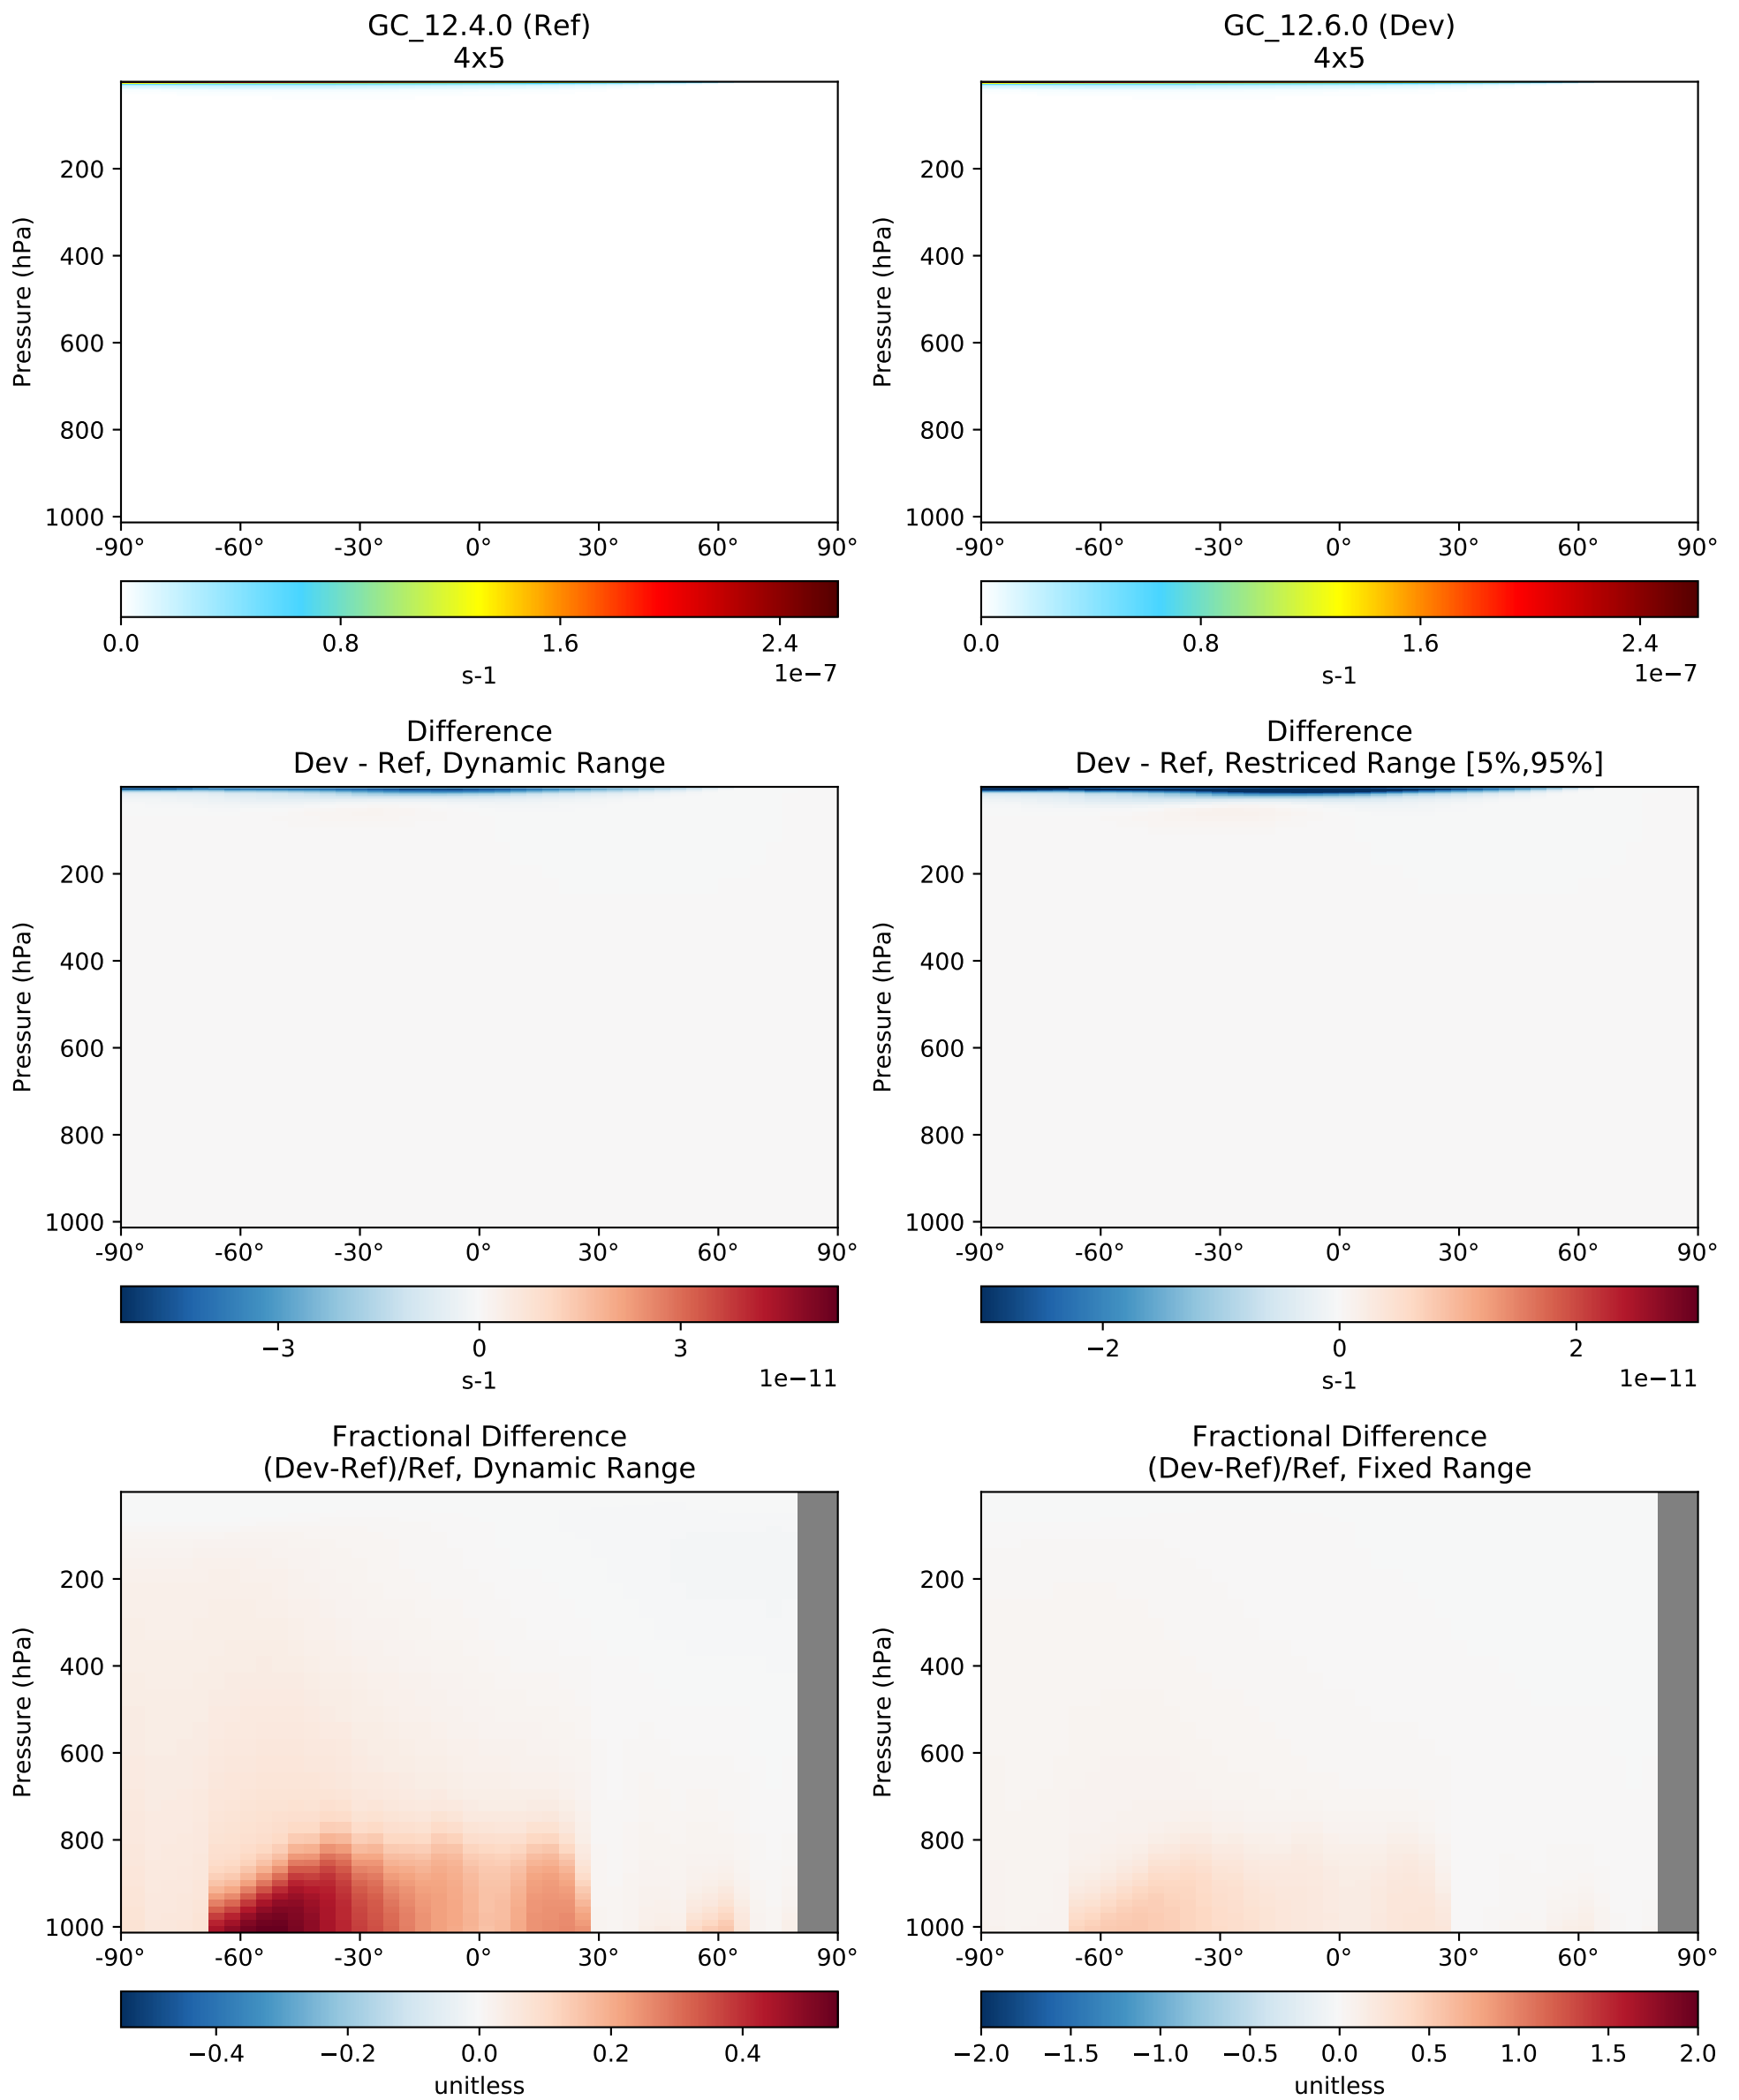 GC_12.4.0 (Ref)
4x5
GC_12.6.0 (Dev)
4x5
Pressure (hPa)
200
400
600
800
1000
-90° -60° -30° 0° 30° 60° 90°
0.0 0.8 1.6 2.4
1e−7
s-1
Pressure (hPa)
200
400
600
800
1000
-90° -60° -30° 0° 30° 60° 90°
0.0 0.8 1.6 2.4
1e−7
s-1
Difference
Dev - Ref, Dynamic Range
Difference
Dev - Ref, Restriced Range [5%,95%]
Pressure (hPa)
200
400
600
800
1000
-90° -60° -30° 0° 30° 60° 90°
−3 0 3
1e−11
s-1
Pressure (hPa)
200
400
600
800
1000
-90° -60° -30° 0° 30° 60° 90°
−2 0 2
1e−11
s-1
Fractional Difference
(Dev-Ref)/Ref, Dynamic Range
Fractional Difference
(Dev-Ref)/Ref, Fixed Range
Pressure (hPa)
200
400
600
800
1000
-90° -60° -30° 0° 30° 60° 90°
−0.4 −0.2 0.0 0.2 0.4
unitless
Pressure (hPa)
200
400
600
800
1000
-90° -60° -30° 0° 30° 60° 90°
−2.0 −1.5 −1.0 −0.5 0.0 0.5 1.0 1.5 2.0
unitless